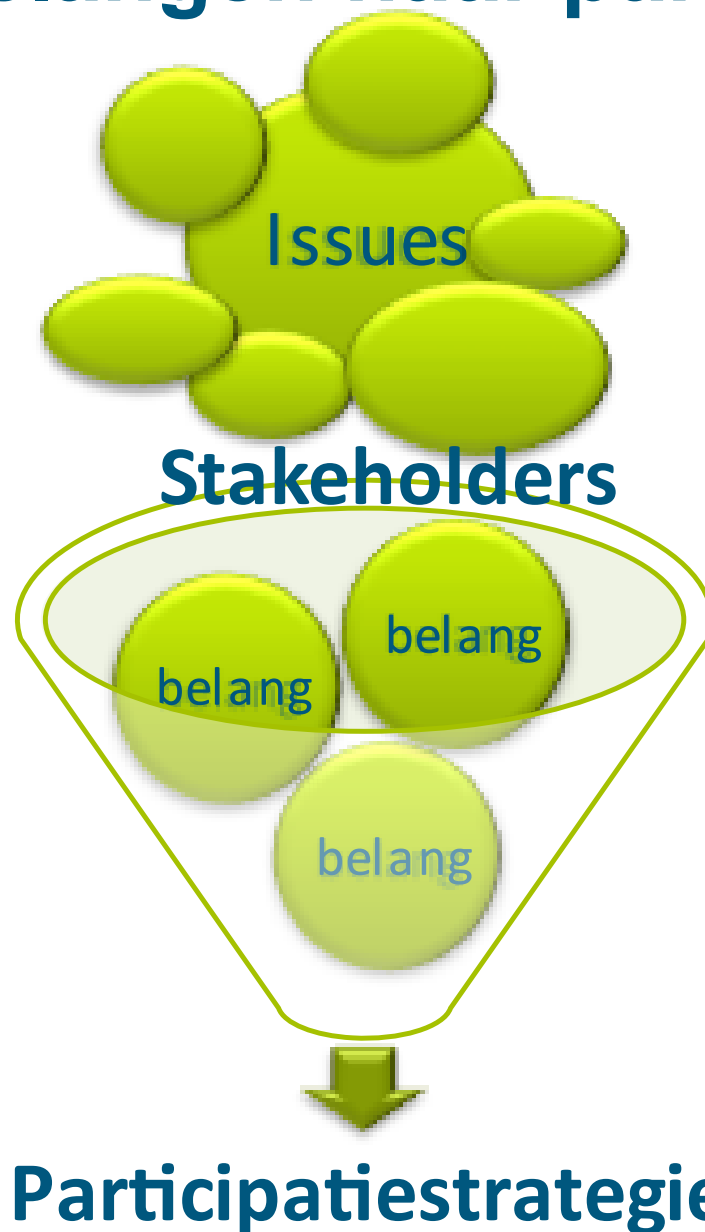 Issues
Stakeholders
belang
belang
belang
Participatiestrategie